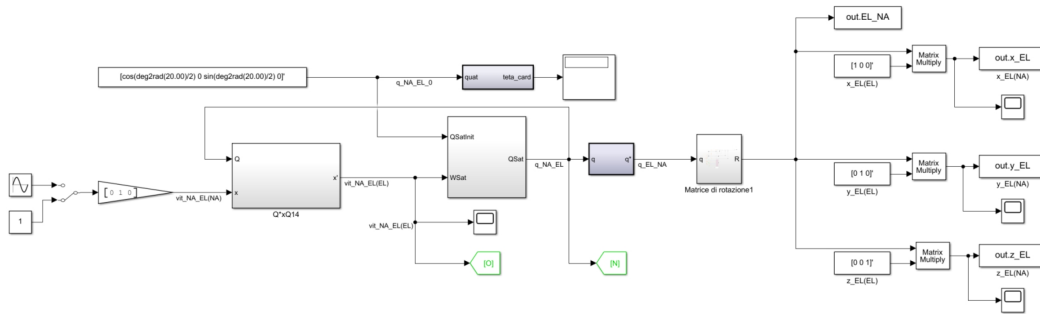 out.EL_NA
[cos(deg2rad(20.00)/2) 0 sin(deg2rad(20.00)/2) 0]'
q_NA_EL_0
quat
teta_card
[1 0 0]'
x_EL(EL)
Matrix
Multiply
out.x_EL
x_EL(NA)
1
[ 0 1 0 ]
vit_NA_EL(NA)
Q
x
x'
Q*xQ14
vit_NA_EL(EL)
vit_NA_EL(EL)
[O]
QSatInit
WSat
QSat
q_NA_EL
[N]
q
q*
q_EL_NA
q
R
Matrice di rotazione1
[0 1 0]'
y_EL(EL)
Matrix
Multiply
out.y_EL
y_EL(NA)
[0 0 1]'
z_EL(EL)
Matrix
Multiply
out.z_EL
z_EL(NA)